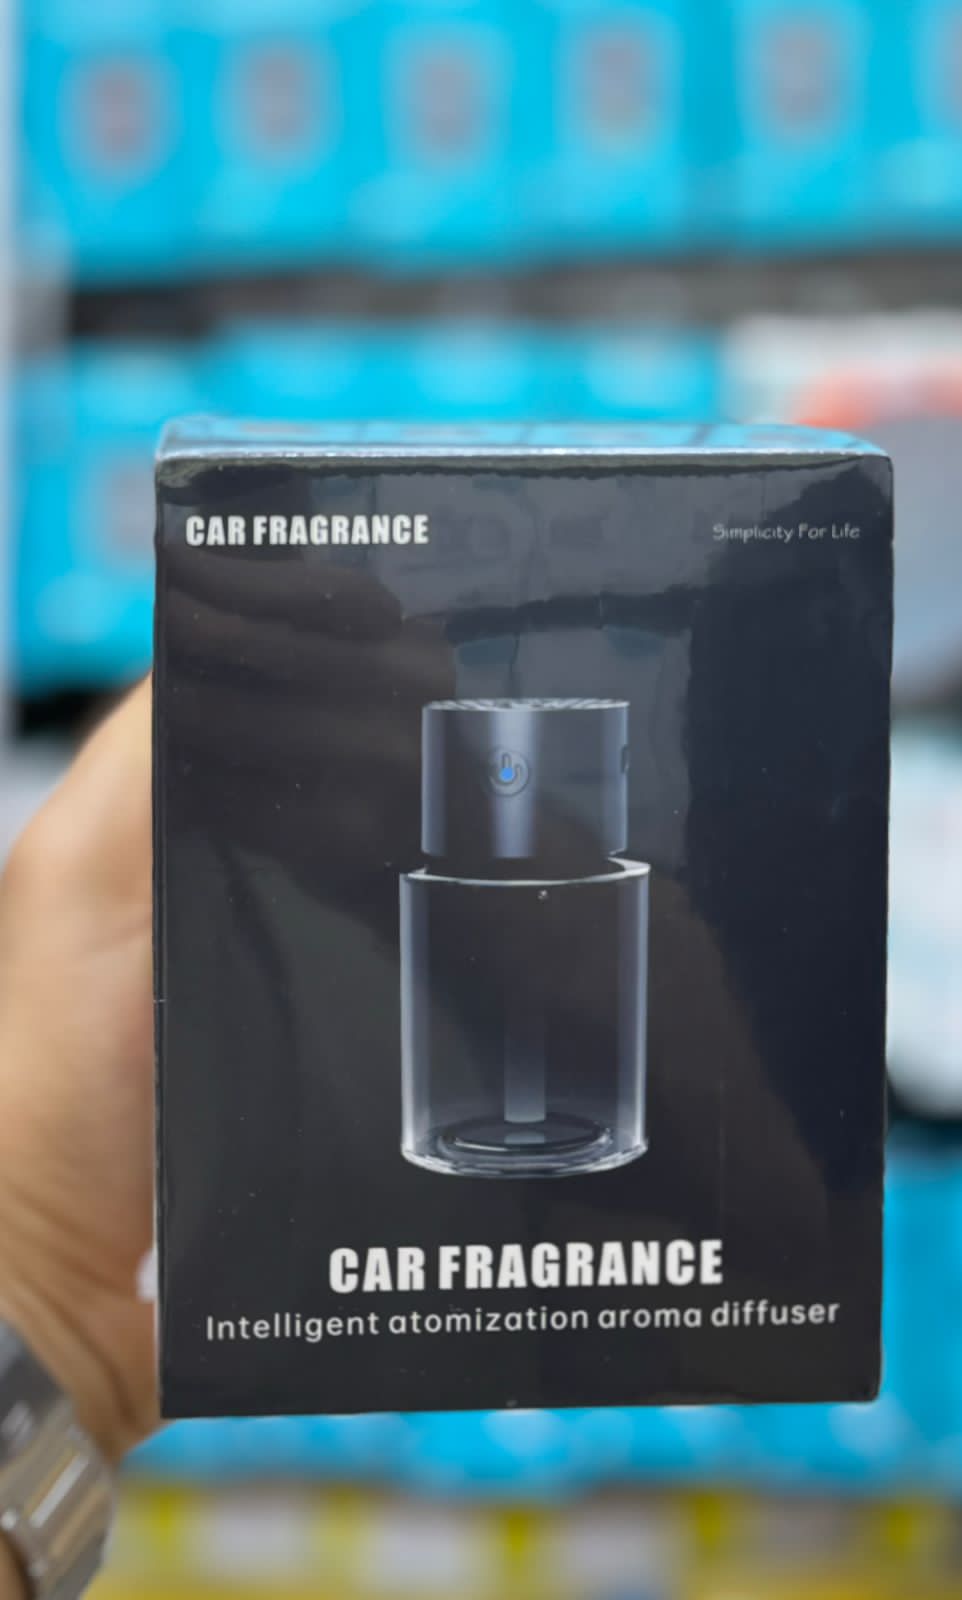 CAR FRAGRANCE
Simplicity For Life
CAR FRAGRANCE
Intelligent atomization aroma diffuser